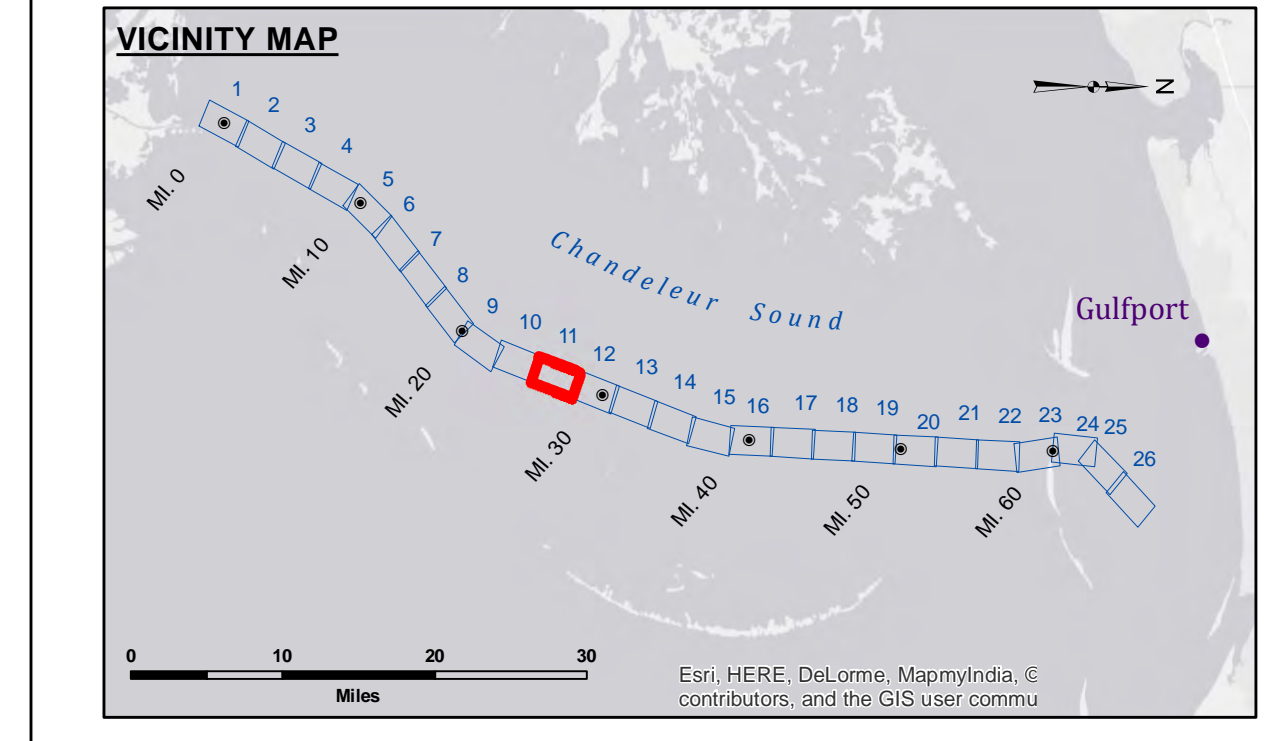 VICINITY MAP
N
1
2
3
4
5
6
7
8
9
10
11
12
13
14
15
16
17
18
19
20
21
22
23
24
25
26
MI. 0
MI. 10
MI. 20
MI. 30
MI. 40
MI. 50
MI. 60
Chandeleur Sound
Gulfport
0 10 20 30
Miles
Esri, HERE, DeLorme, MapmyIndia, ©
contributors, and the GIS user commu